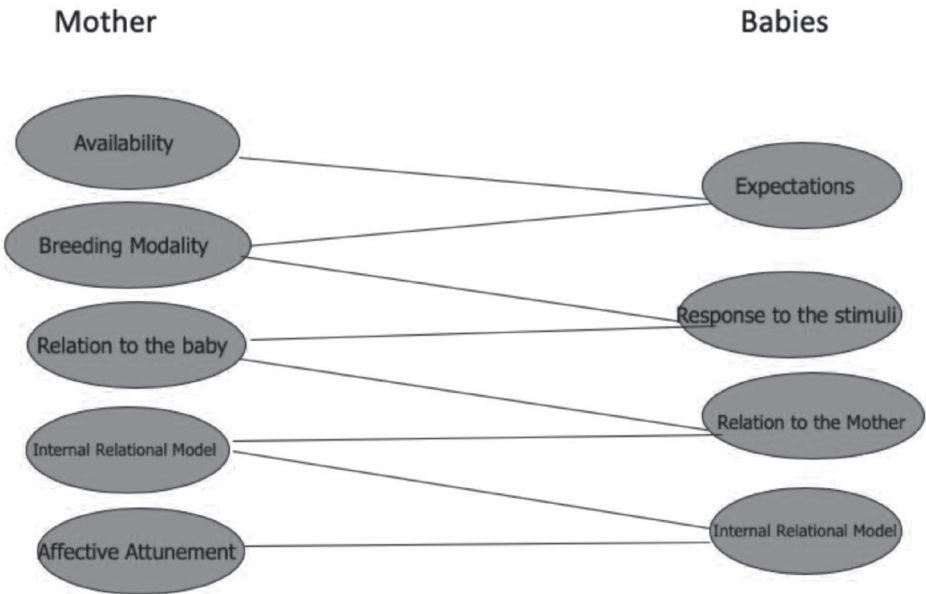 Mother
Babies
Availability
Expectations
Breeding Modality
Response to the stimuli
Relation to the baby
Relation to the Mother
Internal Relational Model
Internal Relational Model
Affective Attunement